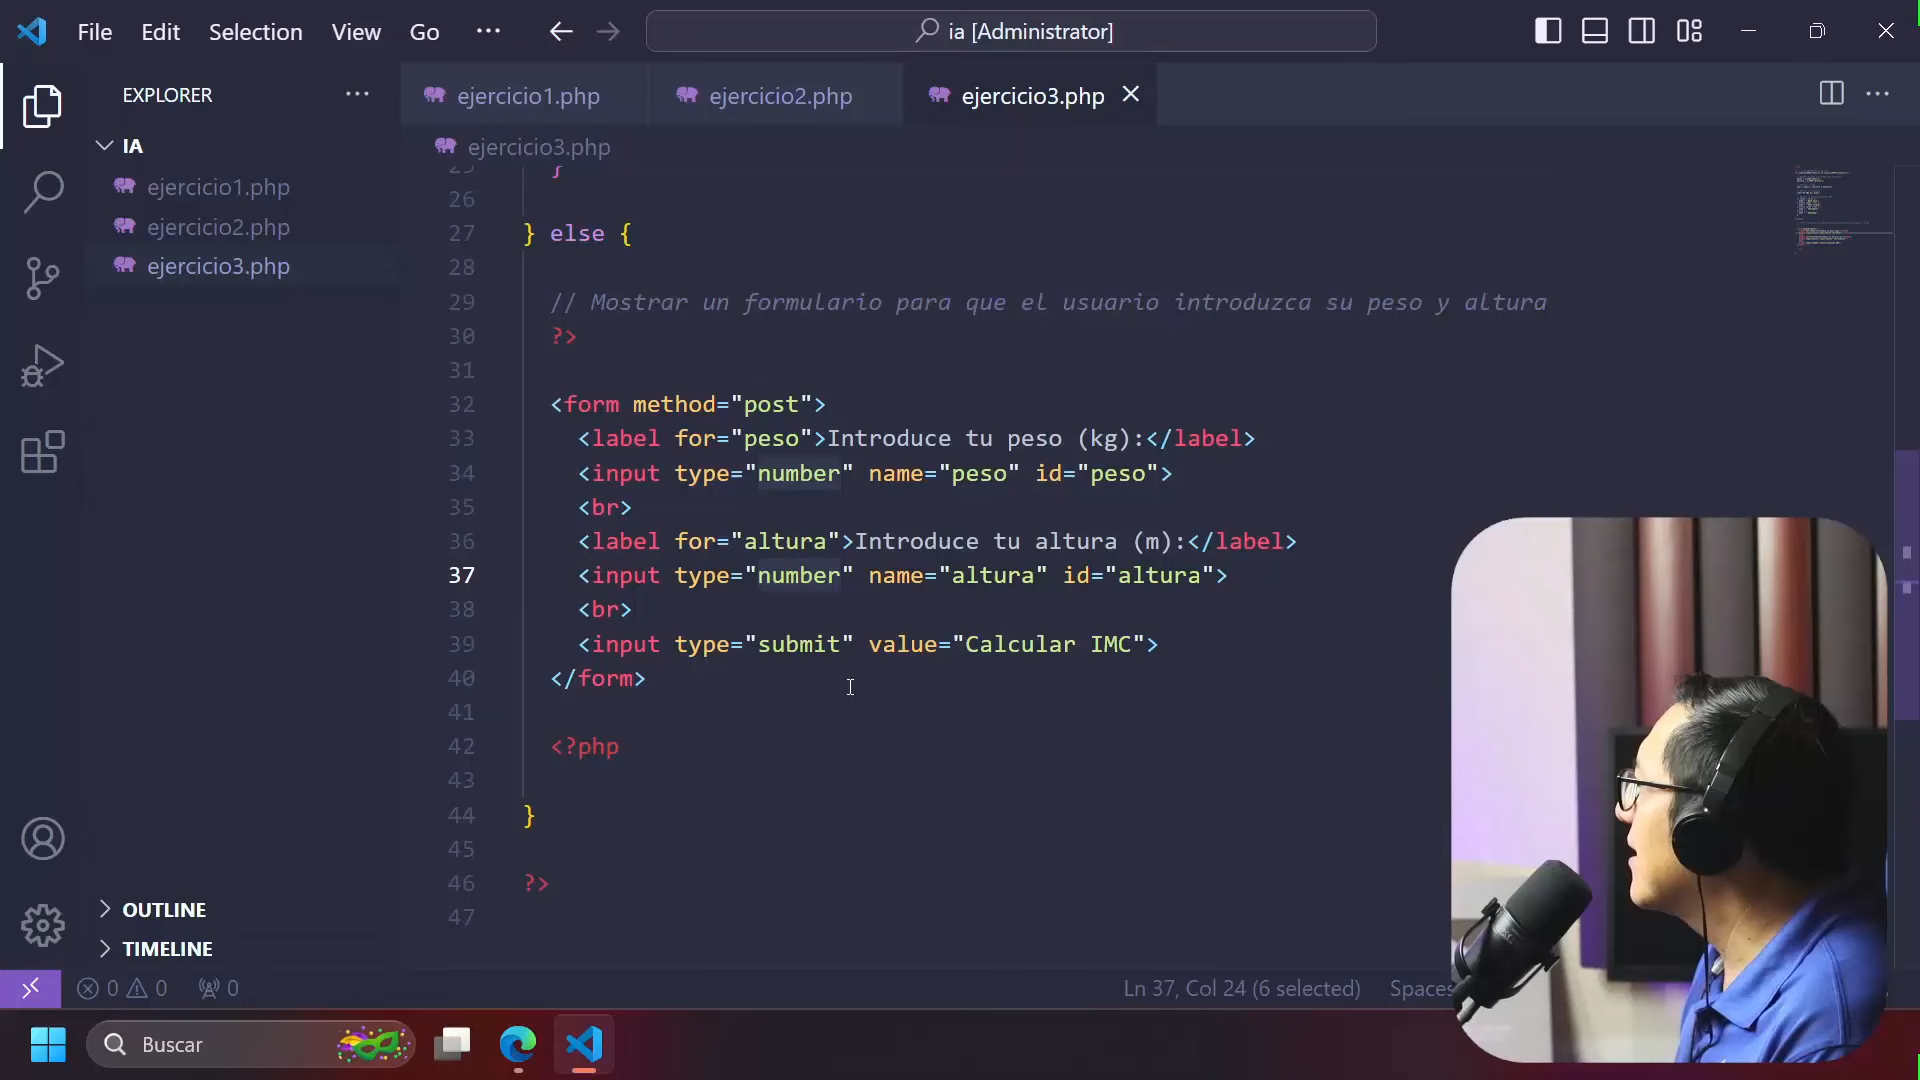 File Edit Selection View Go ··· ia [Administrator]
EXPLORER ···
IA
ejercicio1.php
ejercicio2.php
ejercicio3.php
OUTLINE
TIMELINE
ejercicio1.php ejercicio2.php ejercicio3.php
ejercicio3.php
25 }
26
27 } else {
28
29 // Mostrar un formulario para que el usuario introduzca su peso y altura
30 ?>
31
32 <form method="post">
33 <label for="peso">Introduce tu peso (kg):</label>
34 <input type="number" name="peso" id="peso">
35 <br>
36 <label for="altura">Introduce tu altura (m):</label>
37 <input type="number" name="altura" id="altura">
38 <br>
39 <input type="submit" value="Calcular IMC">
40 </form>
41
42 <?php
43
44 }
45
46 ?>
47
0 0 0 Ln 37, Col 24 (6 selected) Spaces
Buscar